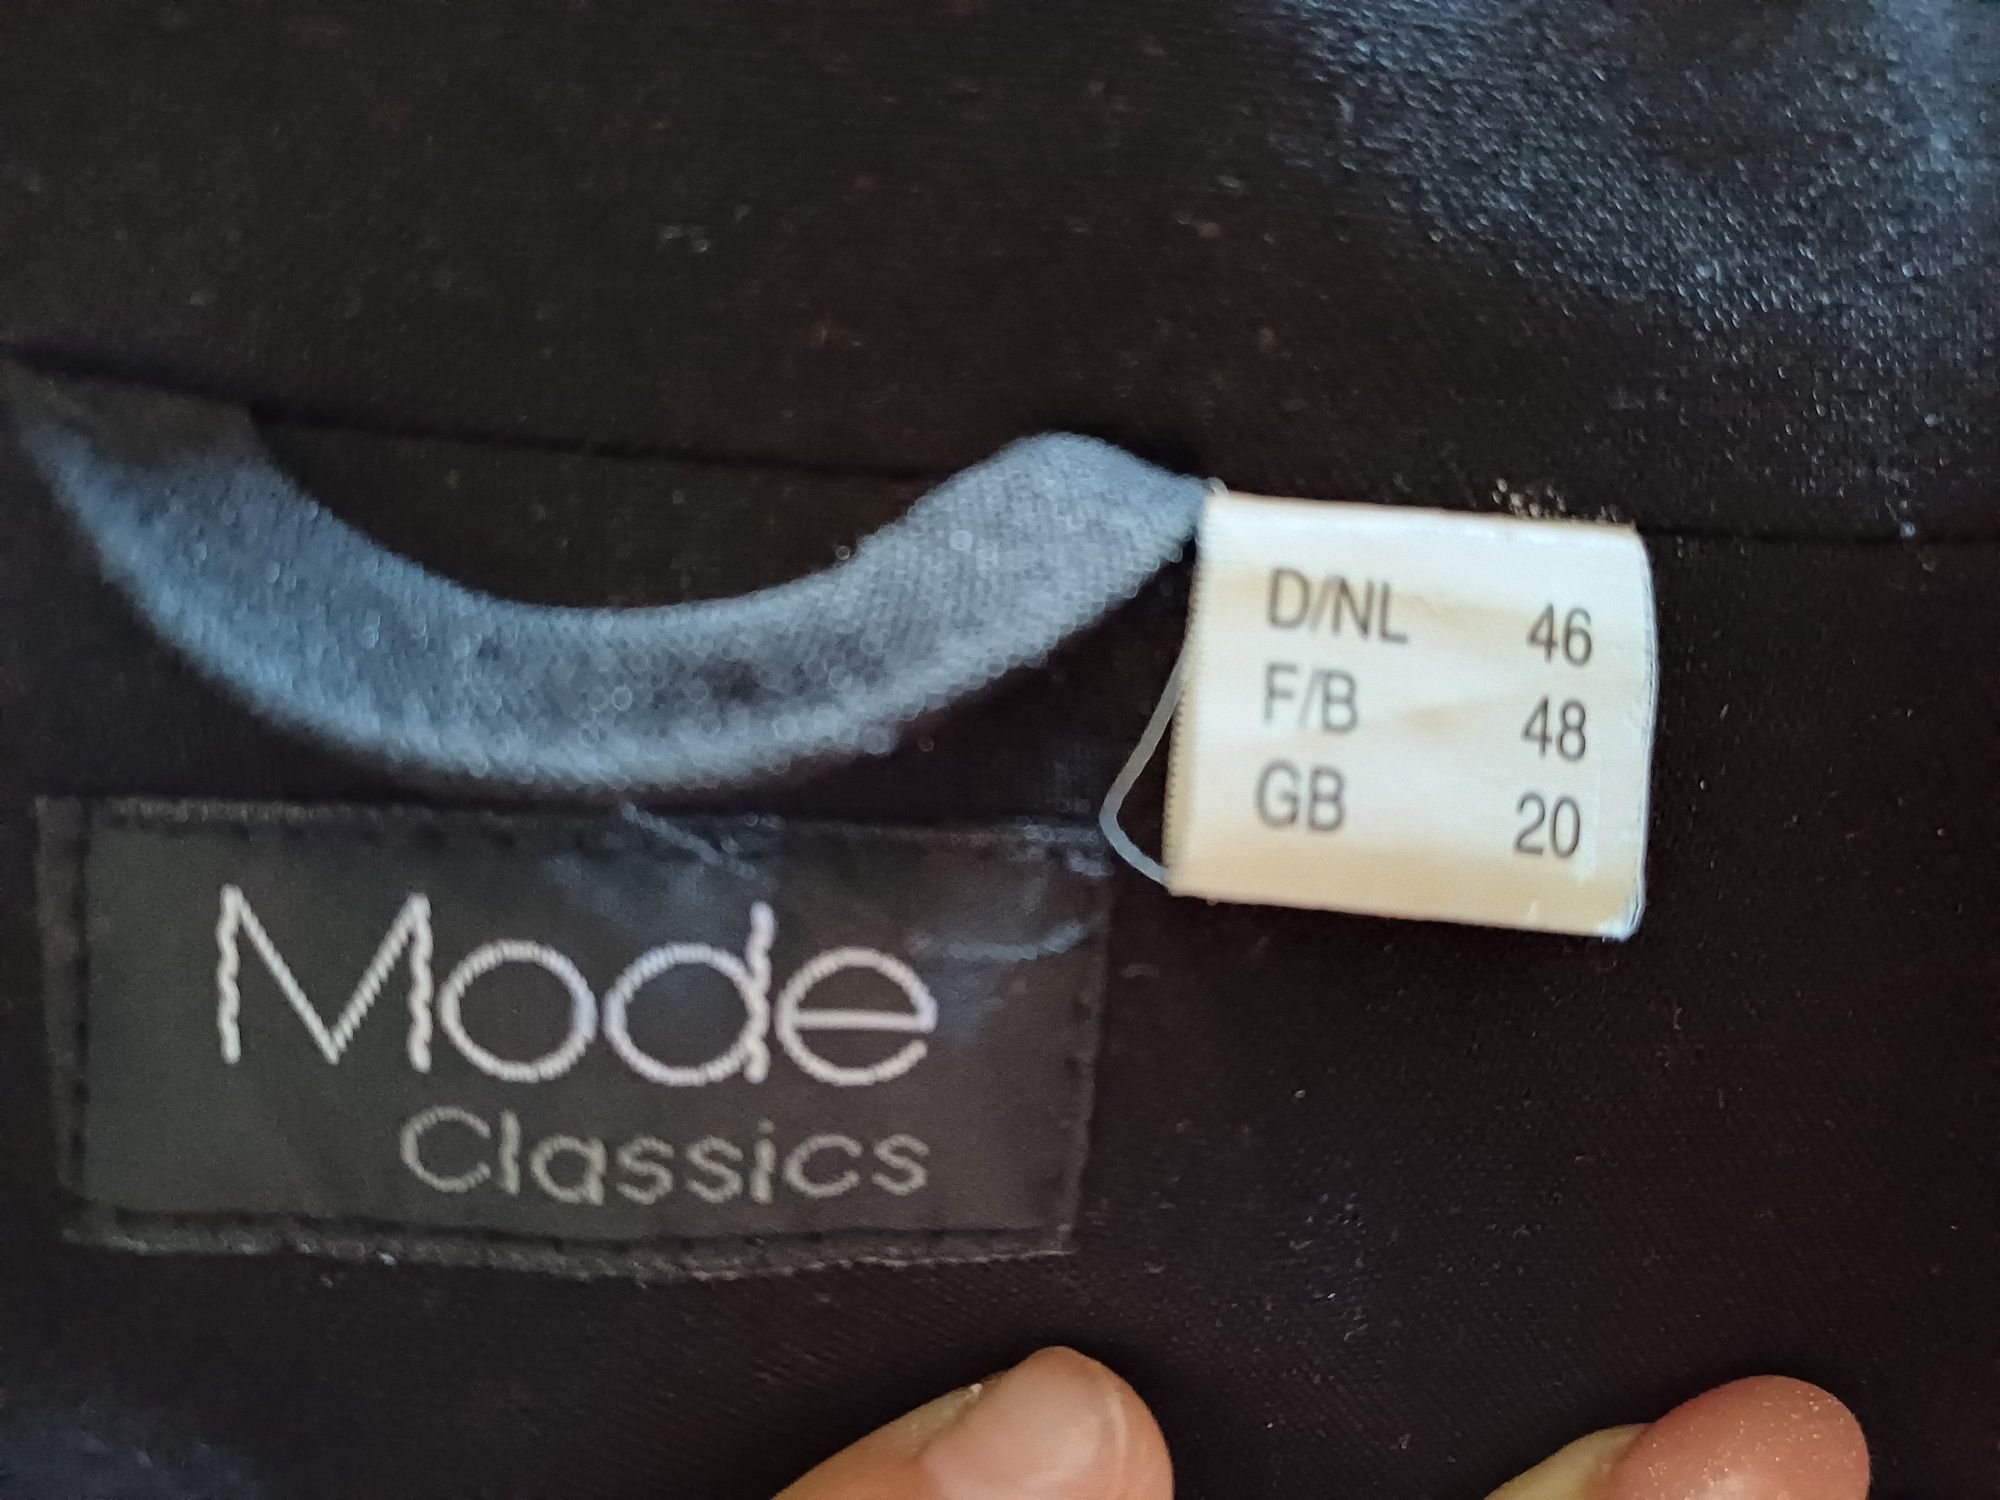 D/NL 46
F/B 48
GB 20
Mode
Classics